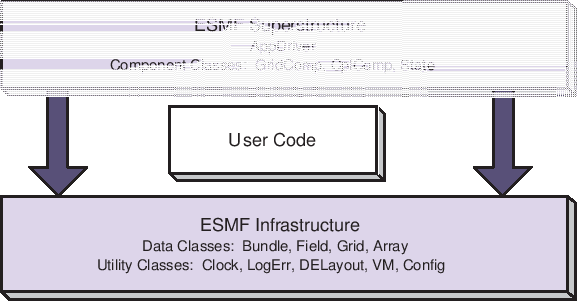 ESMF Superstructure
AppDriver
Component Classes: GridComp, CplComp, State
User Code
ESMF Infrastructure
Data Classes: Bundle, Field, Grid, Array
Utility Classes: Clock, LogErr, DELayout, VM, Config